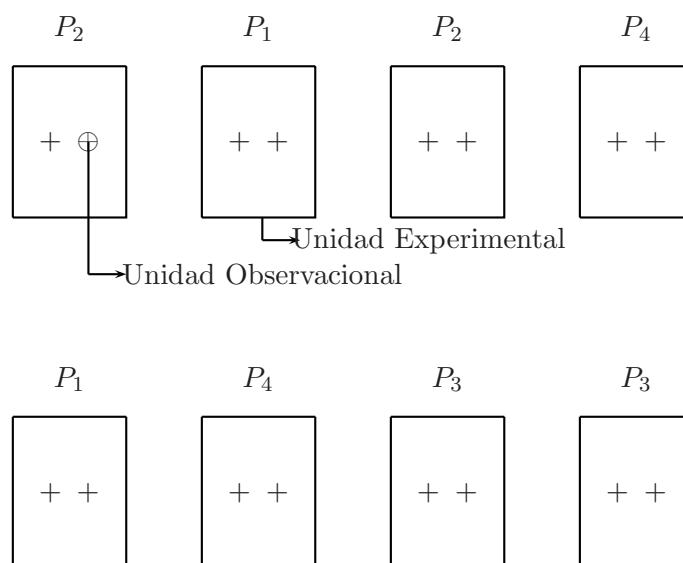 P₂ P₁ P₂ P₄
+ ⊕ + + + + + +
Unidad Experimental
Unidad Observacional
P₁ P₄ P₃ P₃
+ + + + + + + +